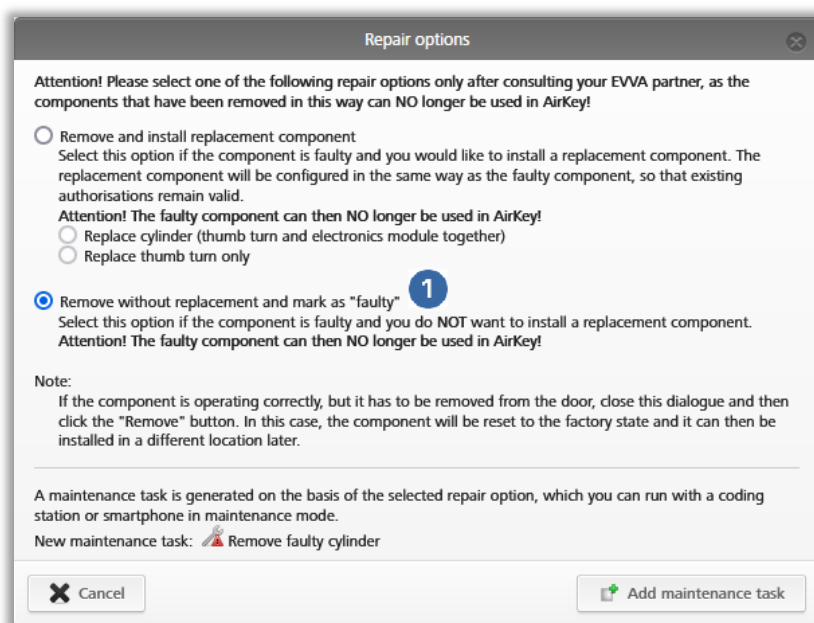 Repair options
Attention! Please select one of the following repair options only after consulting your EVVA partner, as the
components that have been removed in this way can NO longer be used in AirKey!
Remove and install replacement component
Select this option if the component is faulty and you would like to install a replacement component. The
replacement component will be configured in the same way as the faulty component, so that existing
authorisations remain valid.
Attention! The faulty component can then NO longer be used in AirKey!
Replace cylinder (thumb turn and electronics module together)
Replace thumb turn only
Remove without replacement and mark as "faulty" 1
Select this option if the component is faulty and you do NOT want to install a replacement component.
Attention! The faulty component can then NO longer be used in AirKey!
Note:
If the component is operating correctly, but it has to be removed from the door, close this dialogue and then
click the "Remove" button. In this case, the component will be reset to the factory state and it can then be
installed in a different location later.
A maintenance task is generated on the basis of the selected repair option, which you can run with a coding
station or smartphone in maintenance mode.
New maintenance task: Remove faulty cylinder
Cancel Add maintenance task